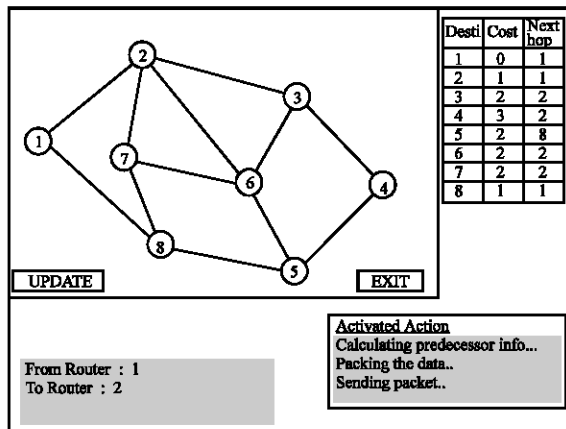 2
3
1
7
6
4
8
5
UPDATE
EXIT
Desti Cost Next hop
1 0 1
2 1 1
3 2 2
4 3 2
5 2 8
6 2 2
7 2 2
8 1 1
From Router : 1
To Router : 2
Activated Action
Calculating predecessor info...
Packing the data..
Sending packet..